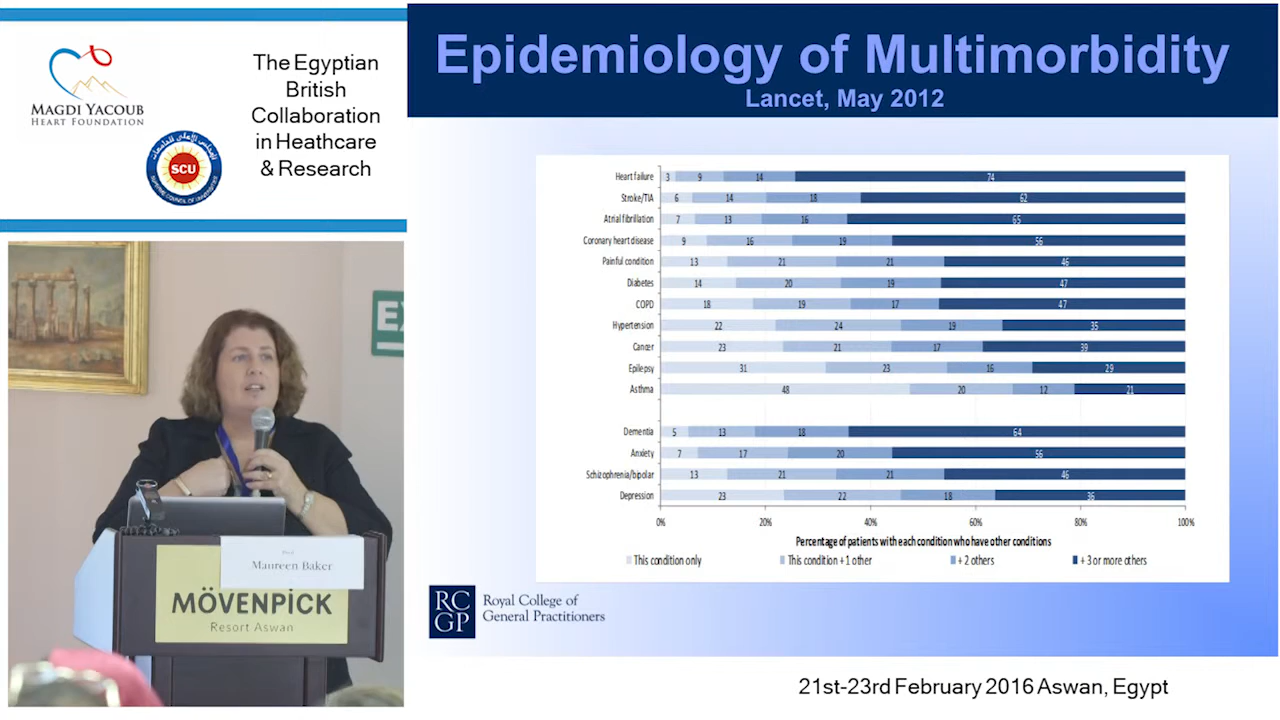 MAGDI YACOUB
HEART FOUNDATION
SCU
The Egyptian
British
Collaboration
in Heathcare
& Research
Epidemiology of Multimorbidity
Lancet, May 2012
Heart failure 3 9 14 74
Stroke/TIA 6 14 18 62
Atrial fibrillation 7 13 16 65
Coronary heart disease 9 16 19 56
Painful condition 13 21 21 46
Diabetes 14 20 19 47
COPD 18 19 17 47
Hypertension 22 24 19 35
Cancer 23 21 17 39
Epilepsy 31 23 16 29
Asthma 48 20 12 21
Dementia 5 13 18 64
Anxiety 7 17 20 56
Schizophrenia/bipolar 13 21 21 46
Depression 23 22 18 36
0% 20% 40% 60% 80% 100%
Percentage of patients with each condition who have other conditions
This condition only This condition + 1 other + 2 others + 3 or more others
RC
GP
Royal College of
General Practitioners
Prof
Maureen Baker
MÖVENPICK
Resort Aswan
21st-23rd February 2016 Aswan, Egypt